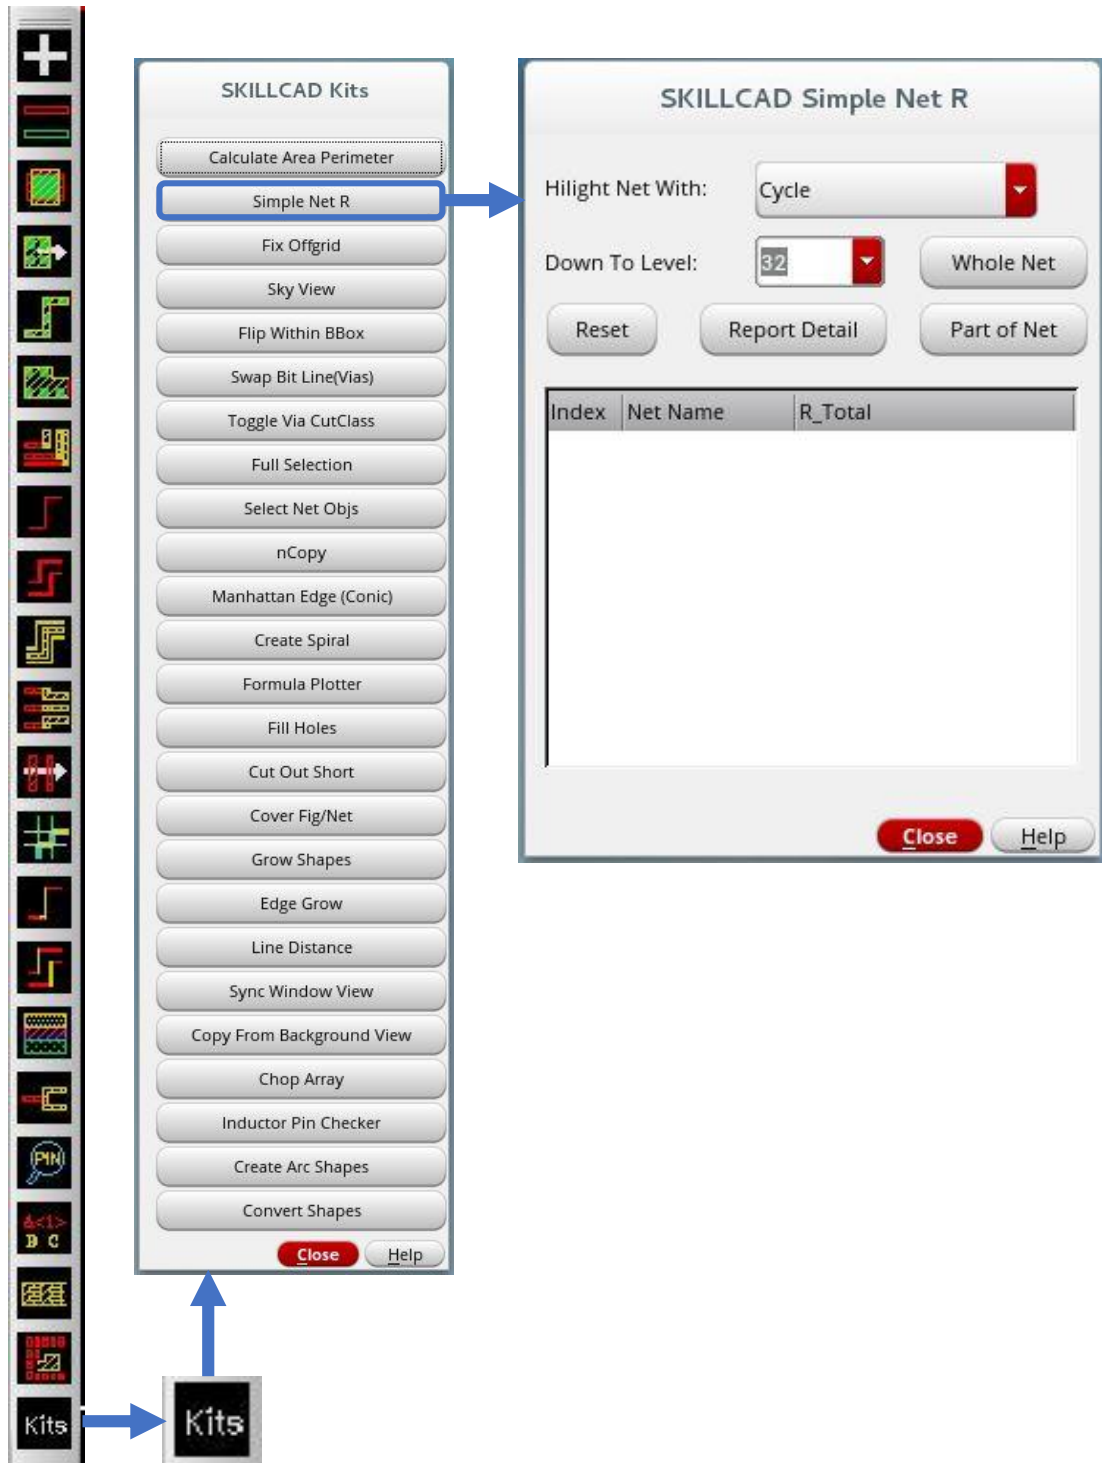 SKILLCAD Kits
Calculate Area Perimeter
Simple Net R
Fix Offgrid
Sky View
Flip Within BBox
Swap Bit Line(Vias)
Toggle Via CutClass
Full Selection
Select Net Objs
nCopy
Manhattan Edge (Conic)
Create Spiral
Formula Plotter
Fill Holes
Cut Out Short
Cover Fig/Net
Grow Shapes
Edge Grow
Line Distance
Sync Window View
Copy From Background View
Chop Array
Inductor Pin Checker
Create Arc Shapes
Convert Shapes
Close Help
SKILLCAD Simple Net R
Hilight Net With: Cycle
Down To Level: 32 Whole Net
Reset Report Detail Part of Net
Index Net Name R_Total
Close Help
PIN
&<1>
B C
Kits
Kits